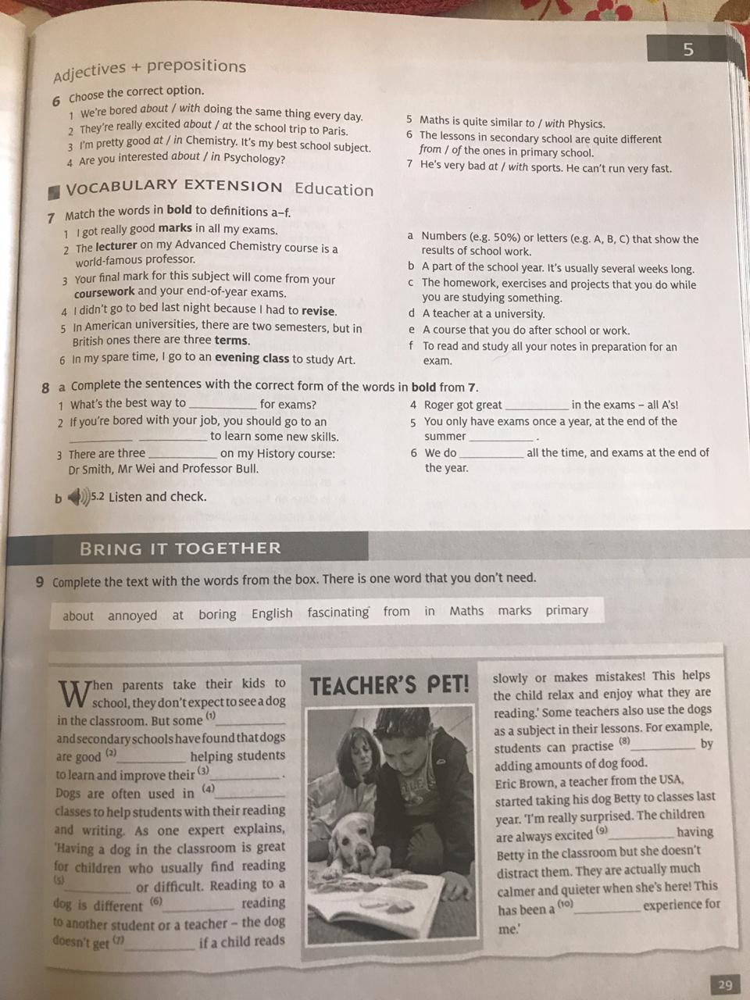 5
Adjectives + prepositions
6 Choose the correct option.
1 We're bored about / with doing the same thing every day.
2 They're really excited about / at the school trip to Paris.
3 I'm pretty good at / in Chemistry. It's my best school subject.
4 Are you interested about / in Psychology?
5 Maths is quite similar to / with Physics.
6 The lessons in secondary school are quite different
from / of the ones in primary school.
7 He's very bad at / with sports. He can't run very fast.
VOCABULARY EXTENSION Education
7 Match the words in bold to definitions a–f.
1 I got really good marks in all my exams.
2 The lecturer on my Advanced Chemistry course is a
world-famous professor.
3 Your final mark for this subject will come from your
coursework and your end-of-year exams.
4 I didn't go to bed last night because I had to revise.
5 In American universities, there are two semesters, but in
British ones there are three terms.
6 In my spare time, I go to an evening class to study Art.
a Numbers (e.g. 50%) or letters (e.g. A, B, C) that show the
results of school work.
b A part of the school year. It's usually several weeks long.
c The homework, exercises and projects that you do while
you are studying something.
d A teacher at a university.
e A course that you do after school or work.
f To read and study all your notes in preparation for an
exam.
8 a Complete the sentences with the correct form of the words in bold from 7.
1 What's the best way to ________ for exams?
2 If you're bored with your job, you should go to an
________ ________ to learn some new skills.
3 There are three ________ on my History course:
Dr Smith, Mr Wei and Professor Bull.
4 Roger got great ________ in the exams – all A's!
5 You only have exams once a year, at the end of the
summer ________ .
6 We do ________ all the time, and exams at the end of
the year.
b 5.2 Listen and check.
BRING IT TOGETHER
9 Complete the text with the words from the box. There is one word that you don't need.
about annoyed at boring English fascinating from in Maths marks primary
When parents take their kids to
school, they don't expect to see a dog
in the classroom. But some (1)________
and secondary schools have found that dogs
are good (2)________ helping students
to learn and improve their (3)________ .
Dogs are often used in (4)________
classes to help students with their reading
and writing. As one expert explains,
'Having a dog in the classroom is great
for children who usually find reading
(5)________ or difficult. Reading to a
dog is different (6)________ reading
to another student or a teacher – the dog
doesn't get (7)________ if a child reads
TEACHER'S PET!
slowly or makes mistakes! This helps
the child relax and enjoy what they are
reading.' Some teachers also use the dogs
as a subject in their lessons. For example,
students can practise (8)________ by
adding amounts of dog food.
Eric Brown, a teacher from the USA,
started taking his dog Betty to classes last
year. 'I'm really surprised. The children
are always excited (9)________ having
Betty in the classroom but she doesn't
distract them. They are actually much
calmer and quieter when she's here! This
has been a (10)________ experience for
me.'
29